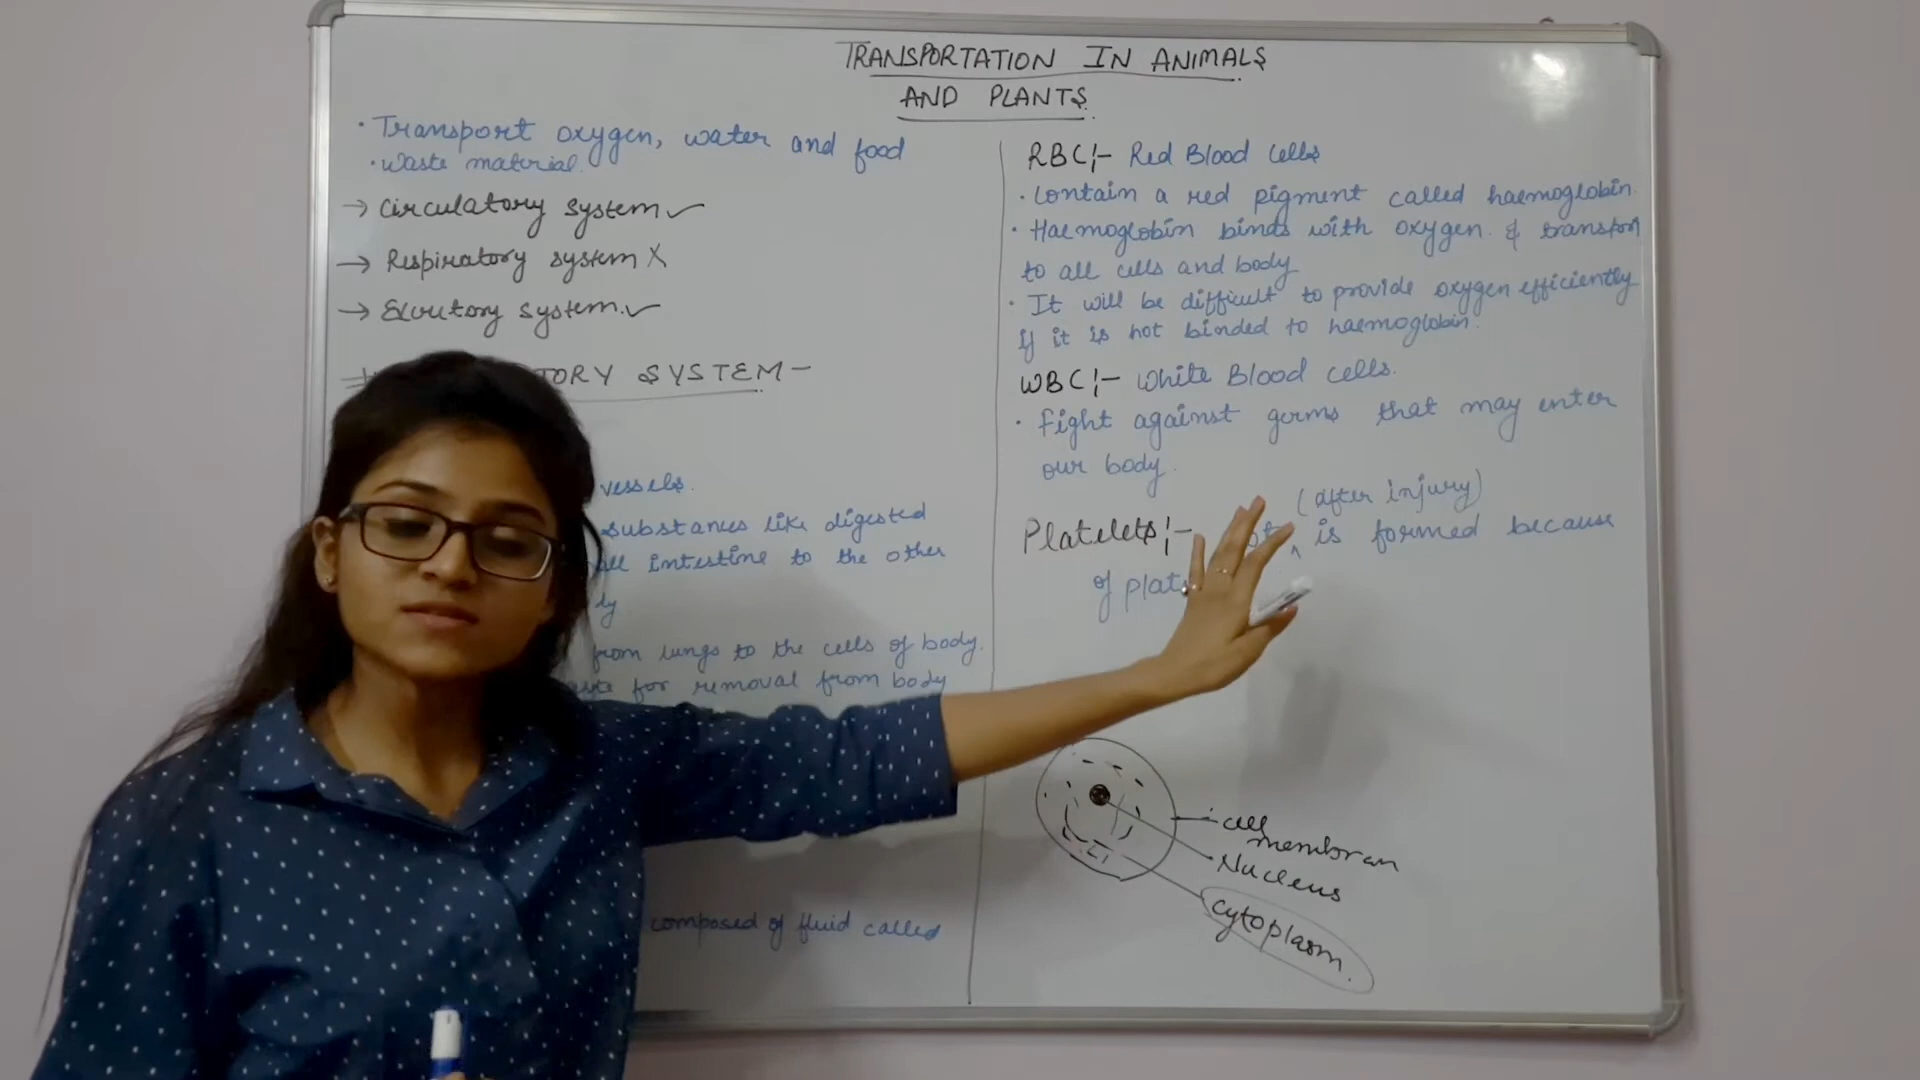 TRANSPORTATION IN ANIMALS
AND PLANTS
• Transport oxygen, water and food
• Waste material.
→ Circulatory system ✓
→ Respiratory system X
→ system. ✓
SYSTEM -
vessels.
substances like digested
intestine to the other
from lungs to the cells of body.
for removal from body
composed of fluid called
RBC:- Red Blood Cells
• Contain a red pigment called haemoglobin.
• Haemoglobin binds with oxygen & transport
to all cells and body
• It will be difficult to provide oxygen efficiently
if it is not binded to haemoglobin.
WBC:- White Blood cells.
• Fight against germs that may enter
our body.
(after injury)
Platelets:- is formed because
of
cell
membran
Nucleus
cytoplasm.